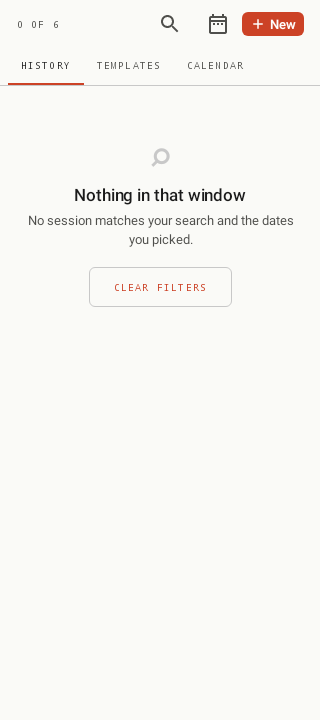 0 OF 6
New
HISTORY
TEMPLATES
CALENDAR
Nothing in that window
No session matches your search and the dates
you picked.
CLEAR FILTERS